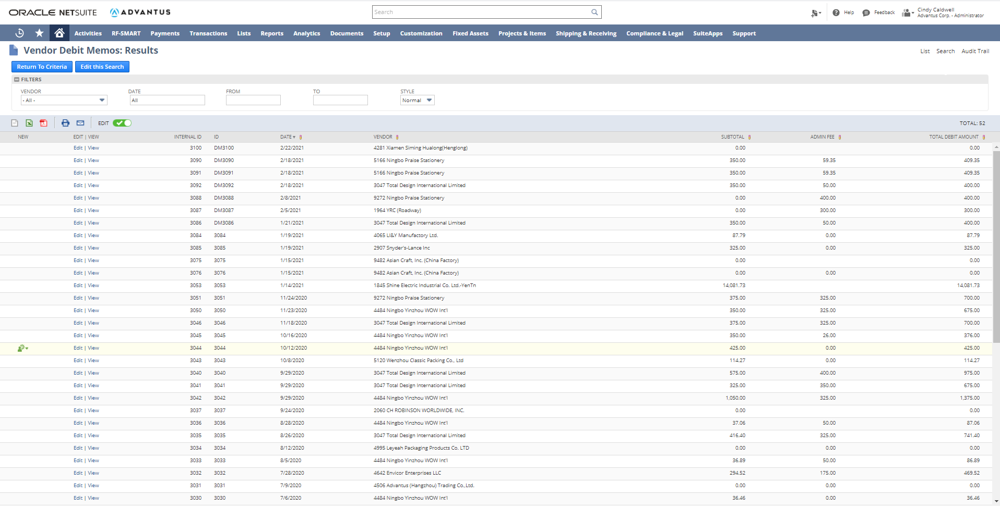 ORACLE NETSUITE ADVANTUS Search Help Feedback Cindy Caldwell
Advantus Corp. - Administrator
Activities RF-SMART Payments Transactions Lists Reports Analytics Documents Setup Customization Fixed Assets Projects & Items Shipping & Receiving Compliance & Legal SuiteApps Support
Vendor Debit Memos: Results List Search Audit Trail
Return To Criteria Edit this Search
FILTERS
VENDOR DATE FROM TO STYLE
- All - All Normal
EDIT TOTAL: 52
NEW EDIT | VIEW INTERNAL ID ID DATE VENDOR SUBTOTAL ADMIN FEE TOTAL DEBIT AMOUNT
Edit | View 3100 DM3100 2/22/2021 4281 Xiamen Siming Hualong(Henglong) 0.00 0.00
Edit | View 3090 DM3090 2/18/2021 5166 Ningbo Praise Stationery 350.00 59.35 409.35
Edit | View 3091 DM3091 2/18/2021 5166 Ningbo Praise Stationery 350.00 59.35 409.35
Edit | View 3092 DM3092 2/18/2021 3047 Total Design International Limited 350.00 50.00 400.00
Edit | View 3088 DM3088 2/8/2021 9272 Ningbo Praise Stationery 0.00 400.00 400.00
Edit | View 3087 DM3087 2/5/2021 1964 YRC (Roadway) 0.00 300.00 300.00
Edit | View 3086 DM3086 1/21/2021 3047 Total Design International Limited 350.00 50.00 400.00
Edit | View 3084 3084 1/19/2021 4065 LI&Y Manufactory Ltd. 87.79 0.00 87.79
Edit | View 3085 3085 1/19/2021 2907 Snyder's-Lance Inc 325.00 0.00 325.00
Edit | View 3075 3075 1/15/2021 9482 Asian Craft, Inc. (China Factory) 0.00 0.00
Edit | View 3076 3076 1/15/2021 9482 Asian Craft, Inc. (China Factory) 0.00 0.00 0.00
Edit | View 3053 3053 1/14/2021 1845 Shine Electric Industrial Co. Ltd.-YenTn 14,081.73 14,081.73
Edit | View 3051 3051 11/24/2020 9272 Ningbo Praise Stationery 375.00 325.00 700.00
Edit | View 3050 3050 11/23/2020 4484 Ningbo Yinzhou WOW Int'l 350.00 325.00 675.00
Edit | View 3046 3046 11/18/2020 3047 Total Design International Limited 375.00 325.00 700.00
Edit | View 3045 3045 10/16/2020 4484 Ningbo Yinzhou WOW Int'l 350.00 26.00 376.00
Edit | View 3044 3044 10/12/2020 4484 Ningbo Yinzhou WOW Int'l 425.00 0.00 425.00
Edit | View 3043 3043 10/8/2020 5120 Wenzhou Classic Packing Co., Ltd 114.27 0.00 114.27
Edit | View 3040 3040 9/29/2020 3047 Total Design International Limited 575.00 400.00 975.00
Edit | View 3041 3041 9/29/2020 3047 Total Design International Limited 325.00 350.00 675.00
Edit | View 3042 3042 9/29/2020 4484 Ningbo Yinzhou WOW Int'l 1,050.00 325.00 1,375.00
Edit | View 3037 3037 9/24/2020 2060 CH ROBINSON WORLDWIDE, INC. 0.00 0.00
Edit | View 3036 3036 8/28/2020 4484 Ningbo Yinzhou WOW Int'l 37.06 50.00 87.06
Edit | View 3035 3035 8/26/2020 3047 Total Design International Limited 416.40 325.00 741.40
Edit | View 3034 3034 8/12/2020 4995 Leyeah Packaging Products Co. LTD 0.00 0.00 0.00
Edit | View 3033 3033 8/5/2020 4484 Ningbo Yinzhou WOW Int'l 36.89 50.00 86.89
Edit | View 3032 3032 7/28/2020 4642 Envicor Enterprises LLC 294.52 175.00 469.52
Edit | View 3031 3031 7/9/2020 4506 Advantus (Hangzhou) Trading Co.,Ltd. 0.00 0.00 0.00
Edit | View 3030 3030 7/6/2020 4484 Ningbo Yinzhou WOW Int'l 36.46 0.00 36.46